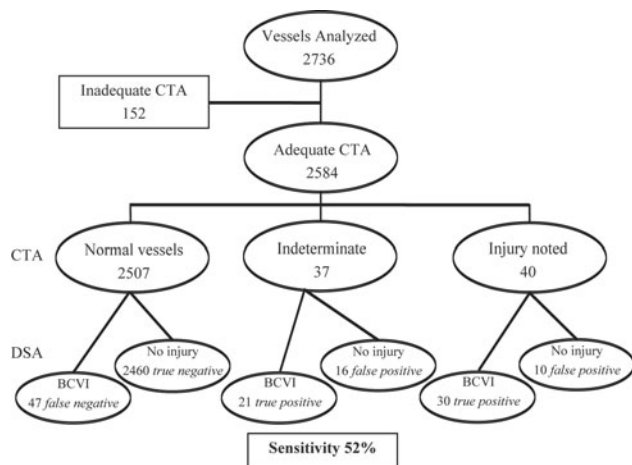 Vessels Analyzed
2736
Inadequate CTA
152
Adequate CTA
2584
CTA
Normal vessels
2507
Indeterminate
37
Injury noted
40
DSA
BCVI
47 false negative
No injury
2460 true negative
BCVI
21 true positive
No injury
16 false positive
BCVI
30 true positive
No injury
10 false positive
Sensitivity 52%